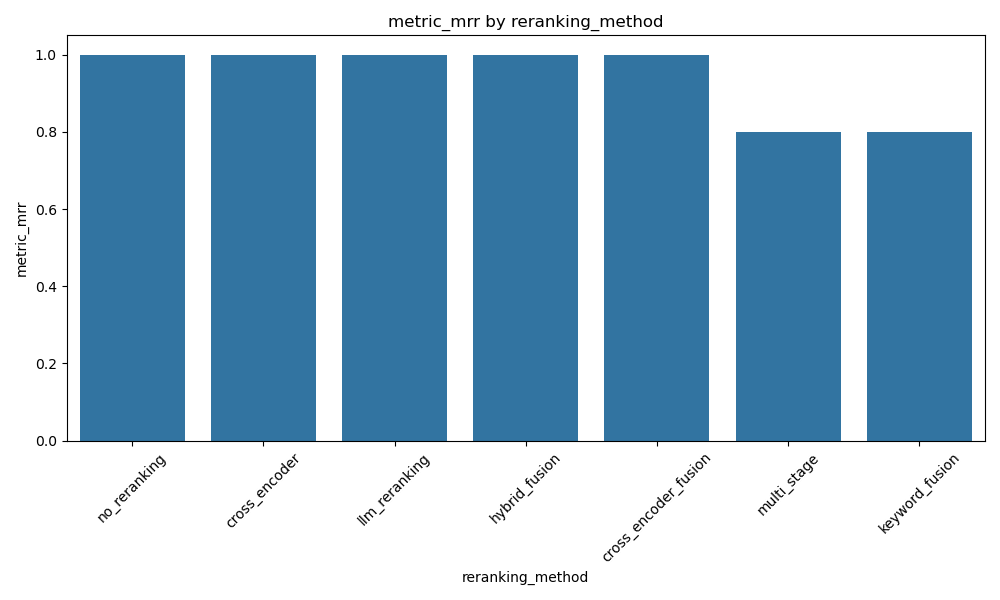 metric_mrr by reranking_method
metric_mrr
1.0
0.8
0.6
0.4
0.2
0.0
no_reranking
cross_encoder
llm_reranking
hybrid_fusion
cross_encoder_fusion
multi_stage
keyword_fusion
reranking_method